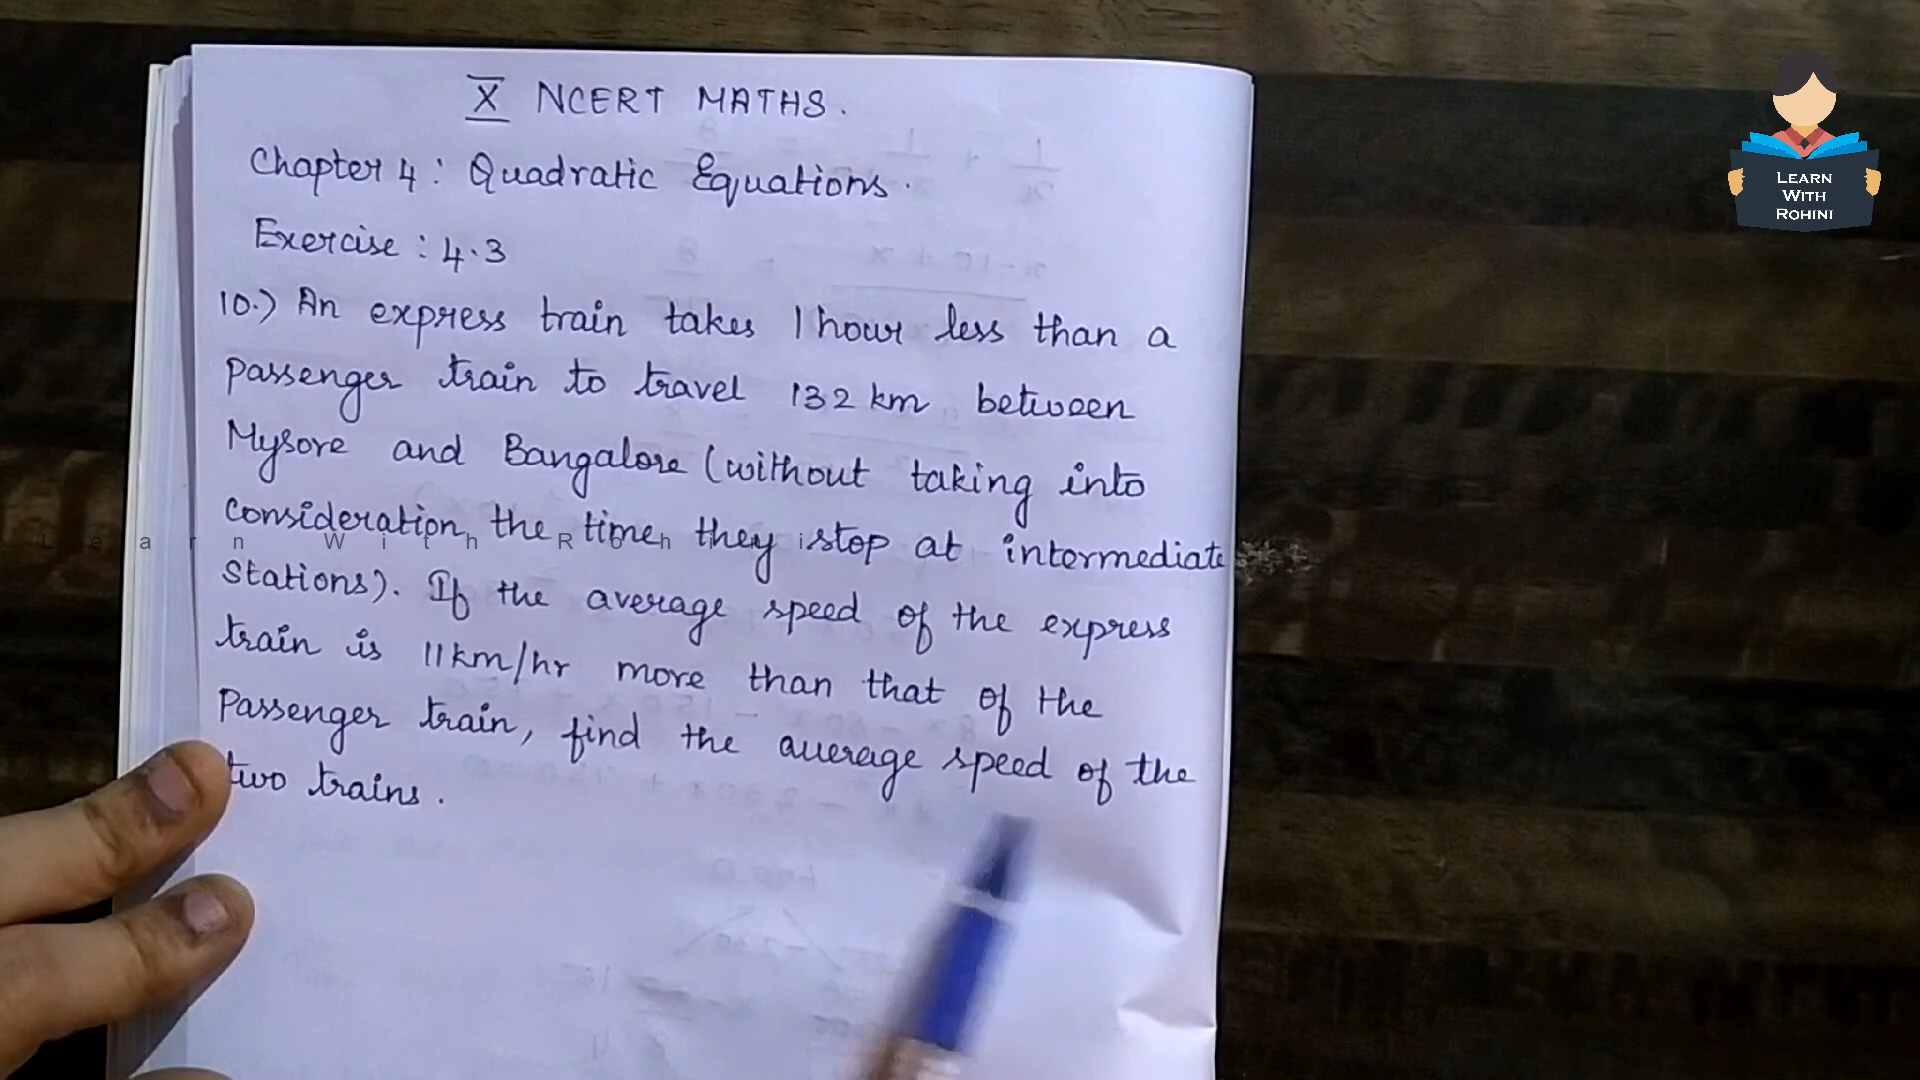 X NCERT MATHS.
Chapter 4: Quadratic Equations.
Exercise: 4.3
10.) An express train takes 1 hour less than a
passenger train to travel 132 km between
Mysore and Bangalore (without taking into
consideration the time they stop at intermediate
Stations). If the average speed of the express
train is 11km/hr more than that of the
Passenger train, find the average speed of the
two trains.
LEARN
WITH
ROHINI
Learn With Rohini